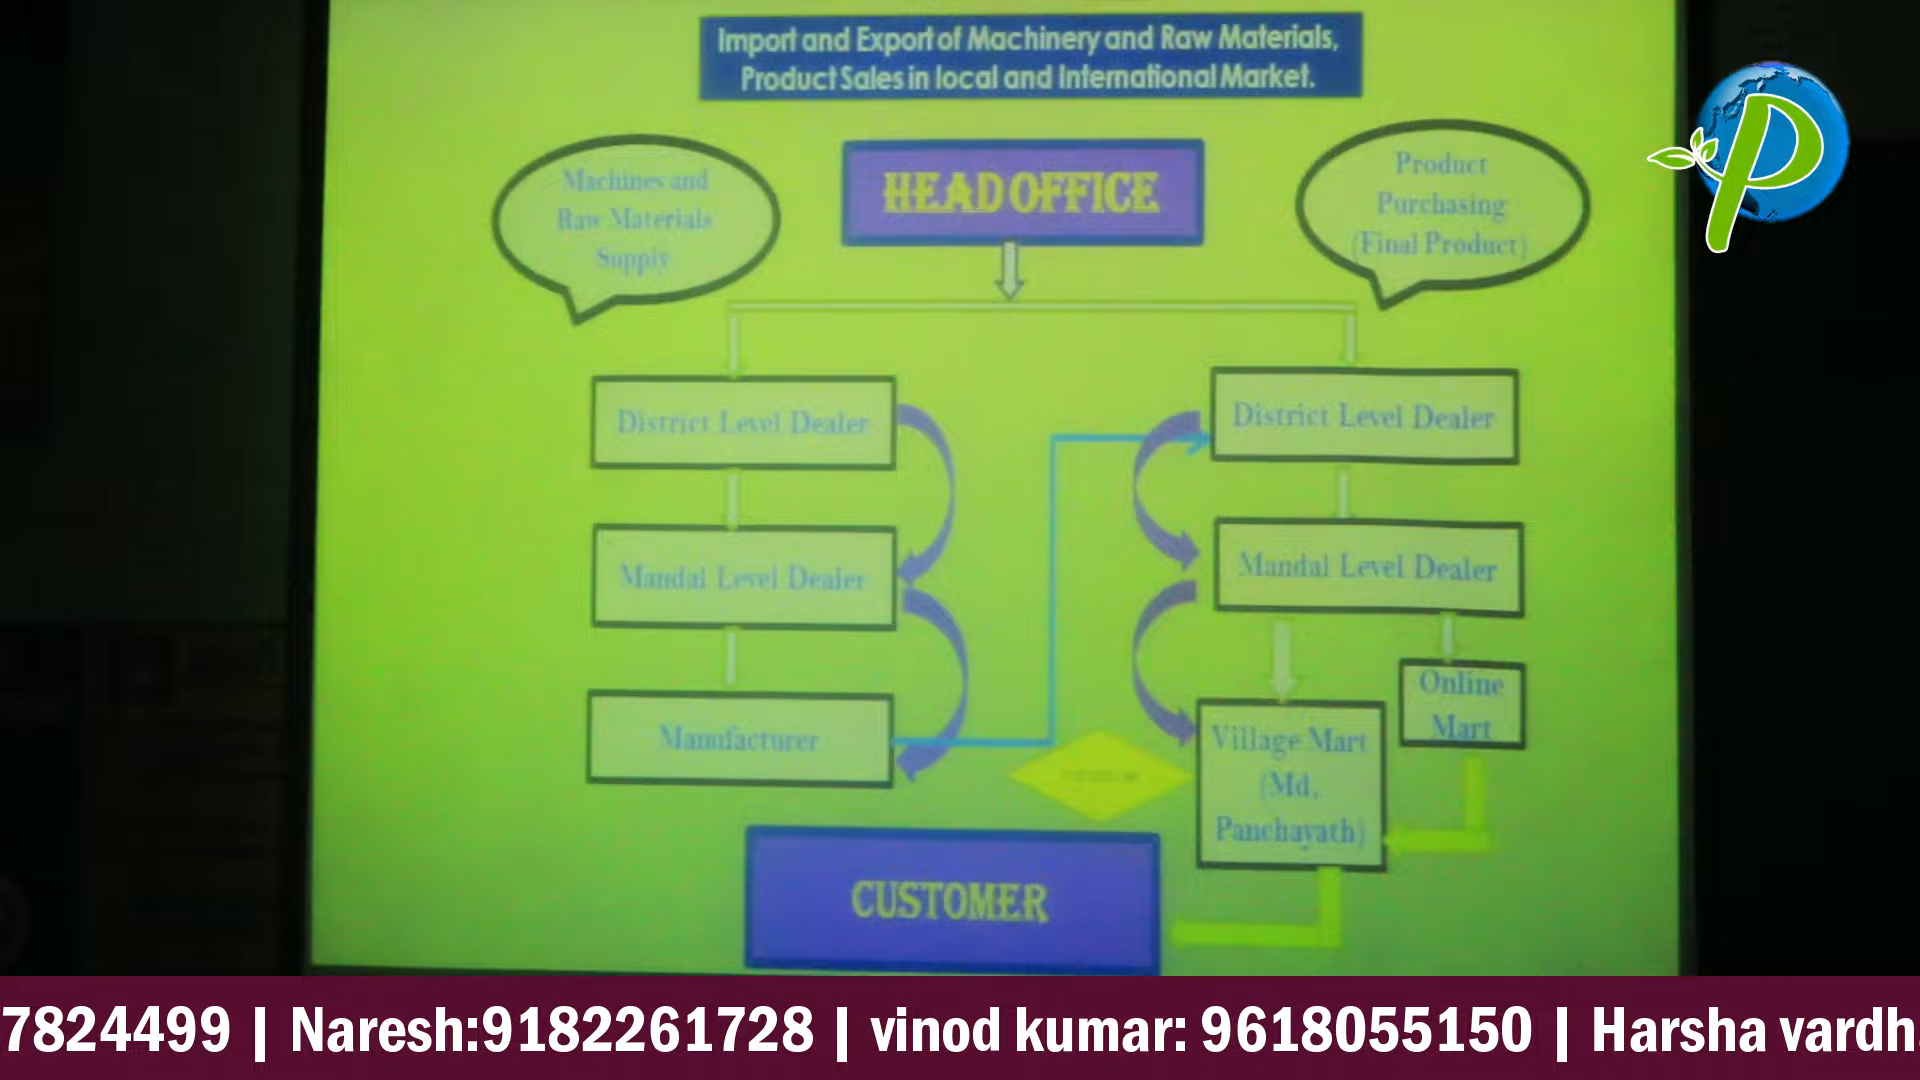 Import and Export of Machinery and Raw Materials,
Product Sales in local and International Market.
HEAD OFFICE
Machines and
Raw Materials
Supply
Product
Purchasing
(Final Product)
District Level Dealer
District Level Dealer
Mandal Level Dealer
Mandal Level Dealer
Manufacturer
Online
Mart
Village Mart
(Md,
Panchayath)
CUSTOMER
P
7824499 | Naresh:9182261728 | vinod kumar: 9618055150 | Harsha vardh